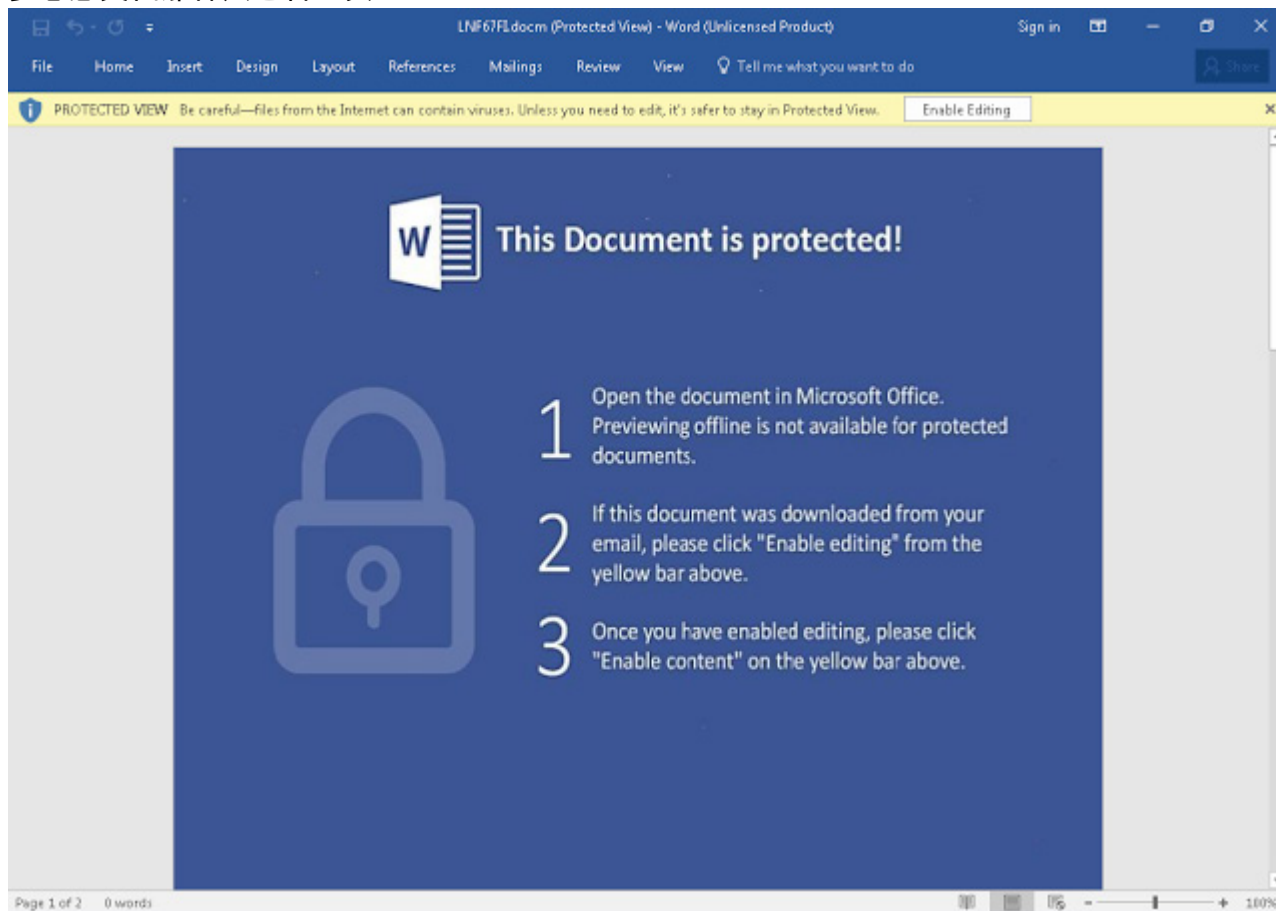 LNF67FI.docm (Protected View) - Word (Unlicensed Product)
Sign in
File Home Insert Design Layout References Mailings Review View Tell me what you want to do Share
PROTECTED VIEW Be careful—files from the Internet can contain viruses. Unless you need to edit, it's safer to stay in Protected View. Enable Editing
W This Document is protected!
1 Open the document in Microsoft Office.
Previewing offline is not available for protected
documents.
2 If this document was downloaded from your
email, please click "Enable editing" from the
yellow bar above.
3 Once you have enabled editing, please click
"Enable content" on the yellow bar above.
Page 1 of 2 0 words 100%